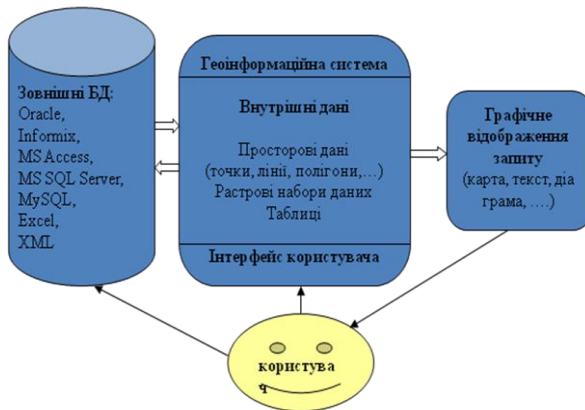 Зовнішні БД:
Oracle,
Informix,
MS Access,
MS SQL Server,
MySQL,
Excel,
XML
Геоінформаційна система
Внутрішні дані
Просторові дані
(точки, лінії, полігони,…)
Растрові набори даних
Таблиці
Інтерфейс користувача
Графічне
відображення
запиту
(карта, текст, діа
грама, ….)
користува
ч